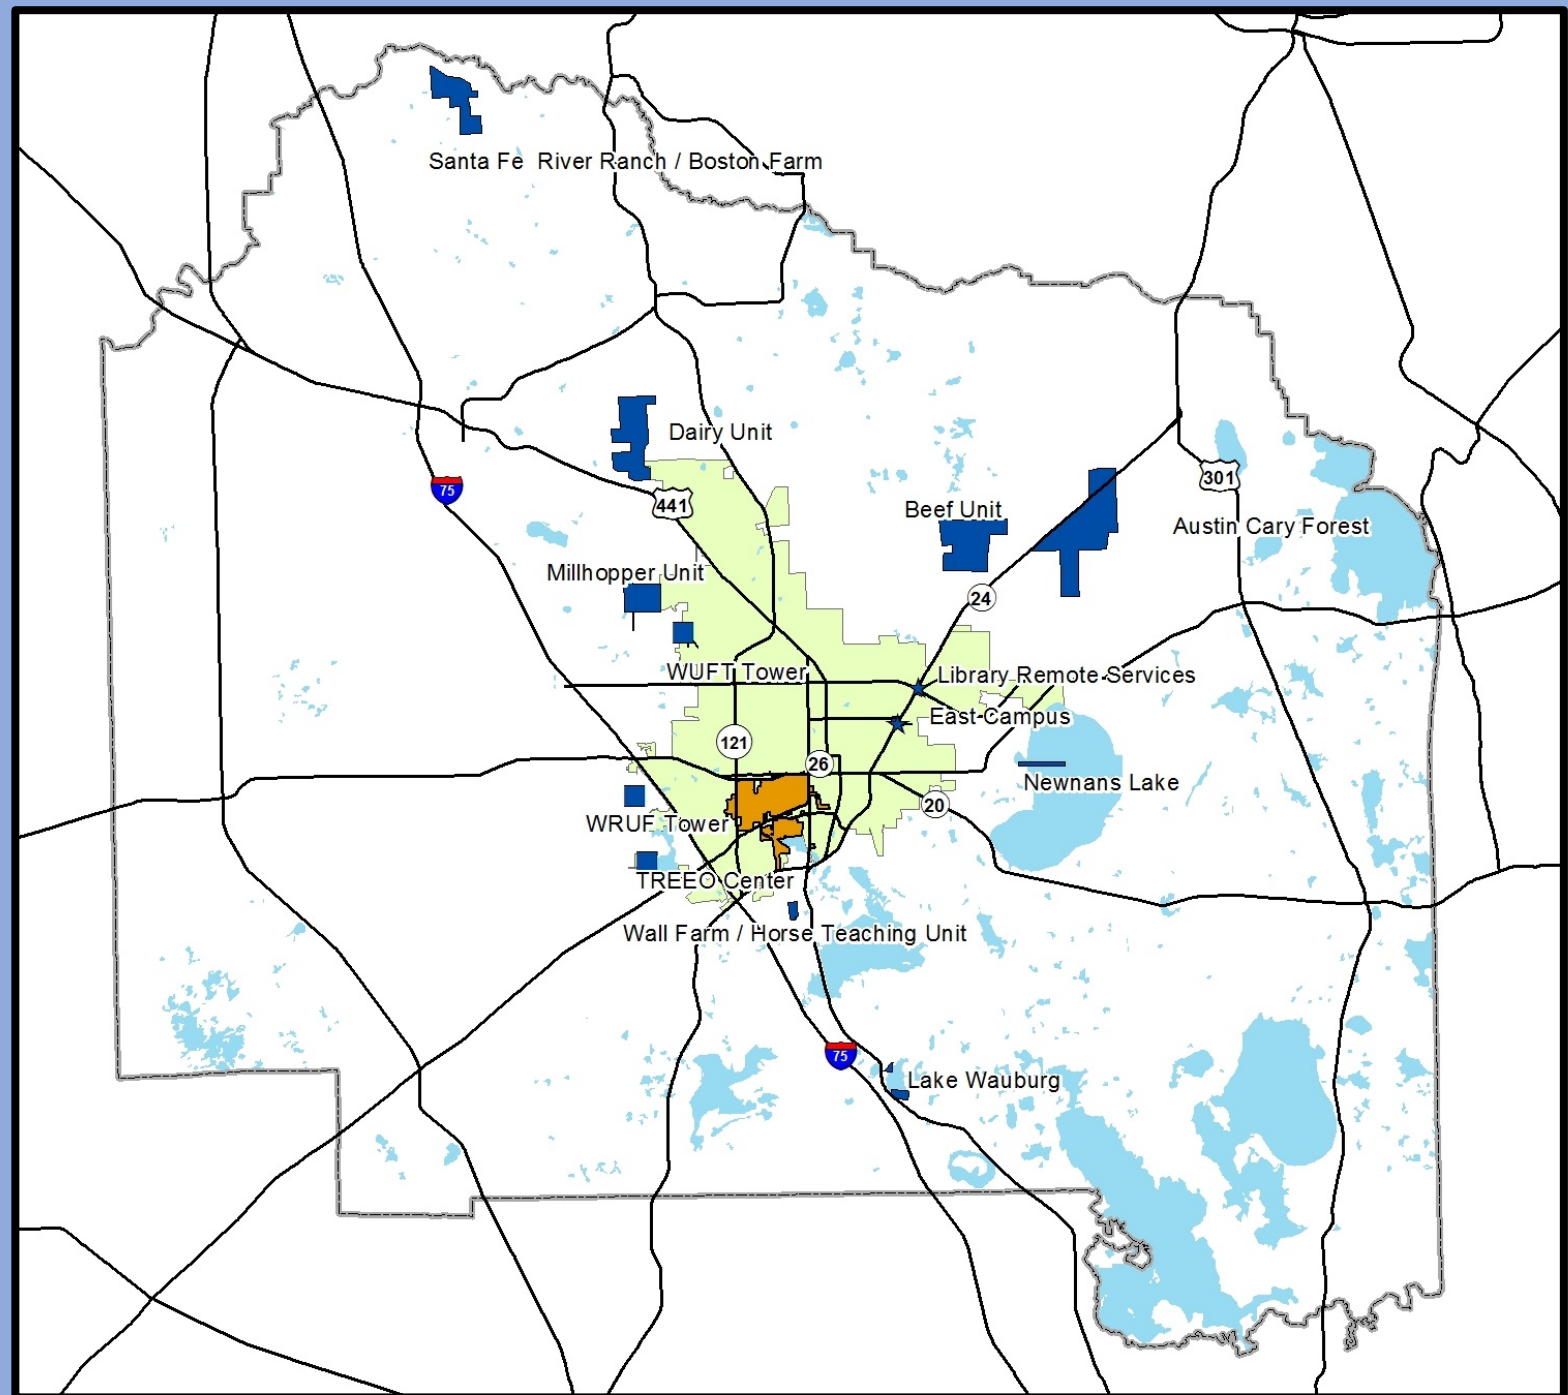 Santa Fe River Ranch / Boston Farm
Dairy Unit
75
441
301
Beef Unit
Austin Cary Forest
Millhopper Unit
24
WUFT Tower
Library Remote Services
East Campus
121
26
Newnans Lake
20
WRUF Tower
TREEO Center
Wall Farm / Horse Teaching Unit
75
Lake Wauburg